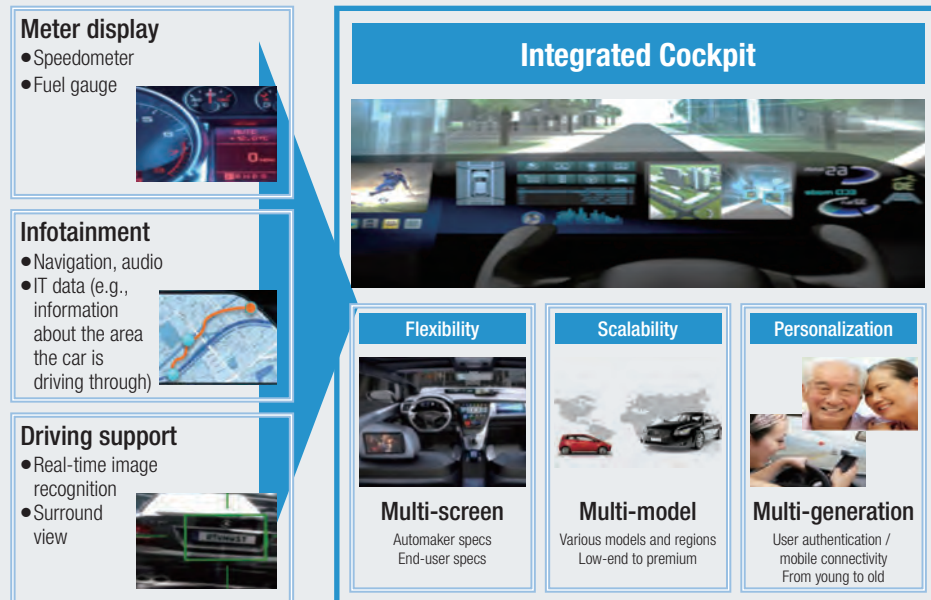 Meter display
●Speedometer
●Fuel gauge
Infotainment
●Navigation, audio
●IT data (e.g.,
information
about the area
the car is
driving through)
Driving support
●Real-time image
recognition
●Surround
view
Integrated Cockpit
Flexibility
Multi-screen
Automaker specs
End-user specs
Scalability
Multi-model
Various models and regions
Low-end to premium
Personalization
Multi-generation
User authentication /
mobile connectivity
From young to old